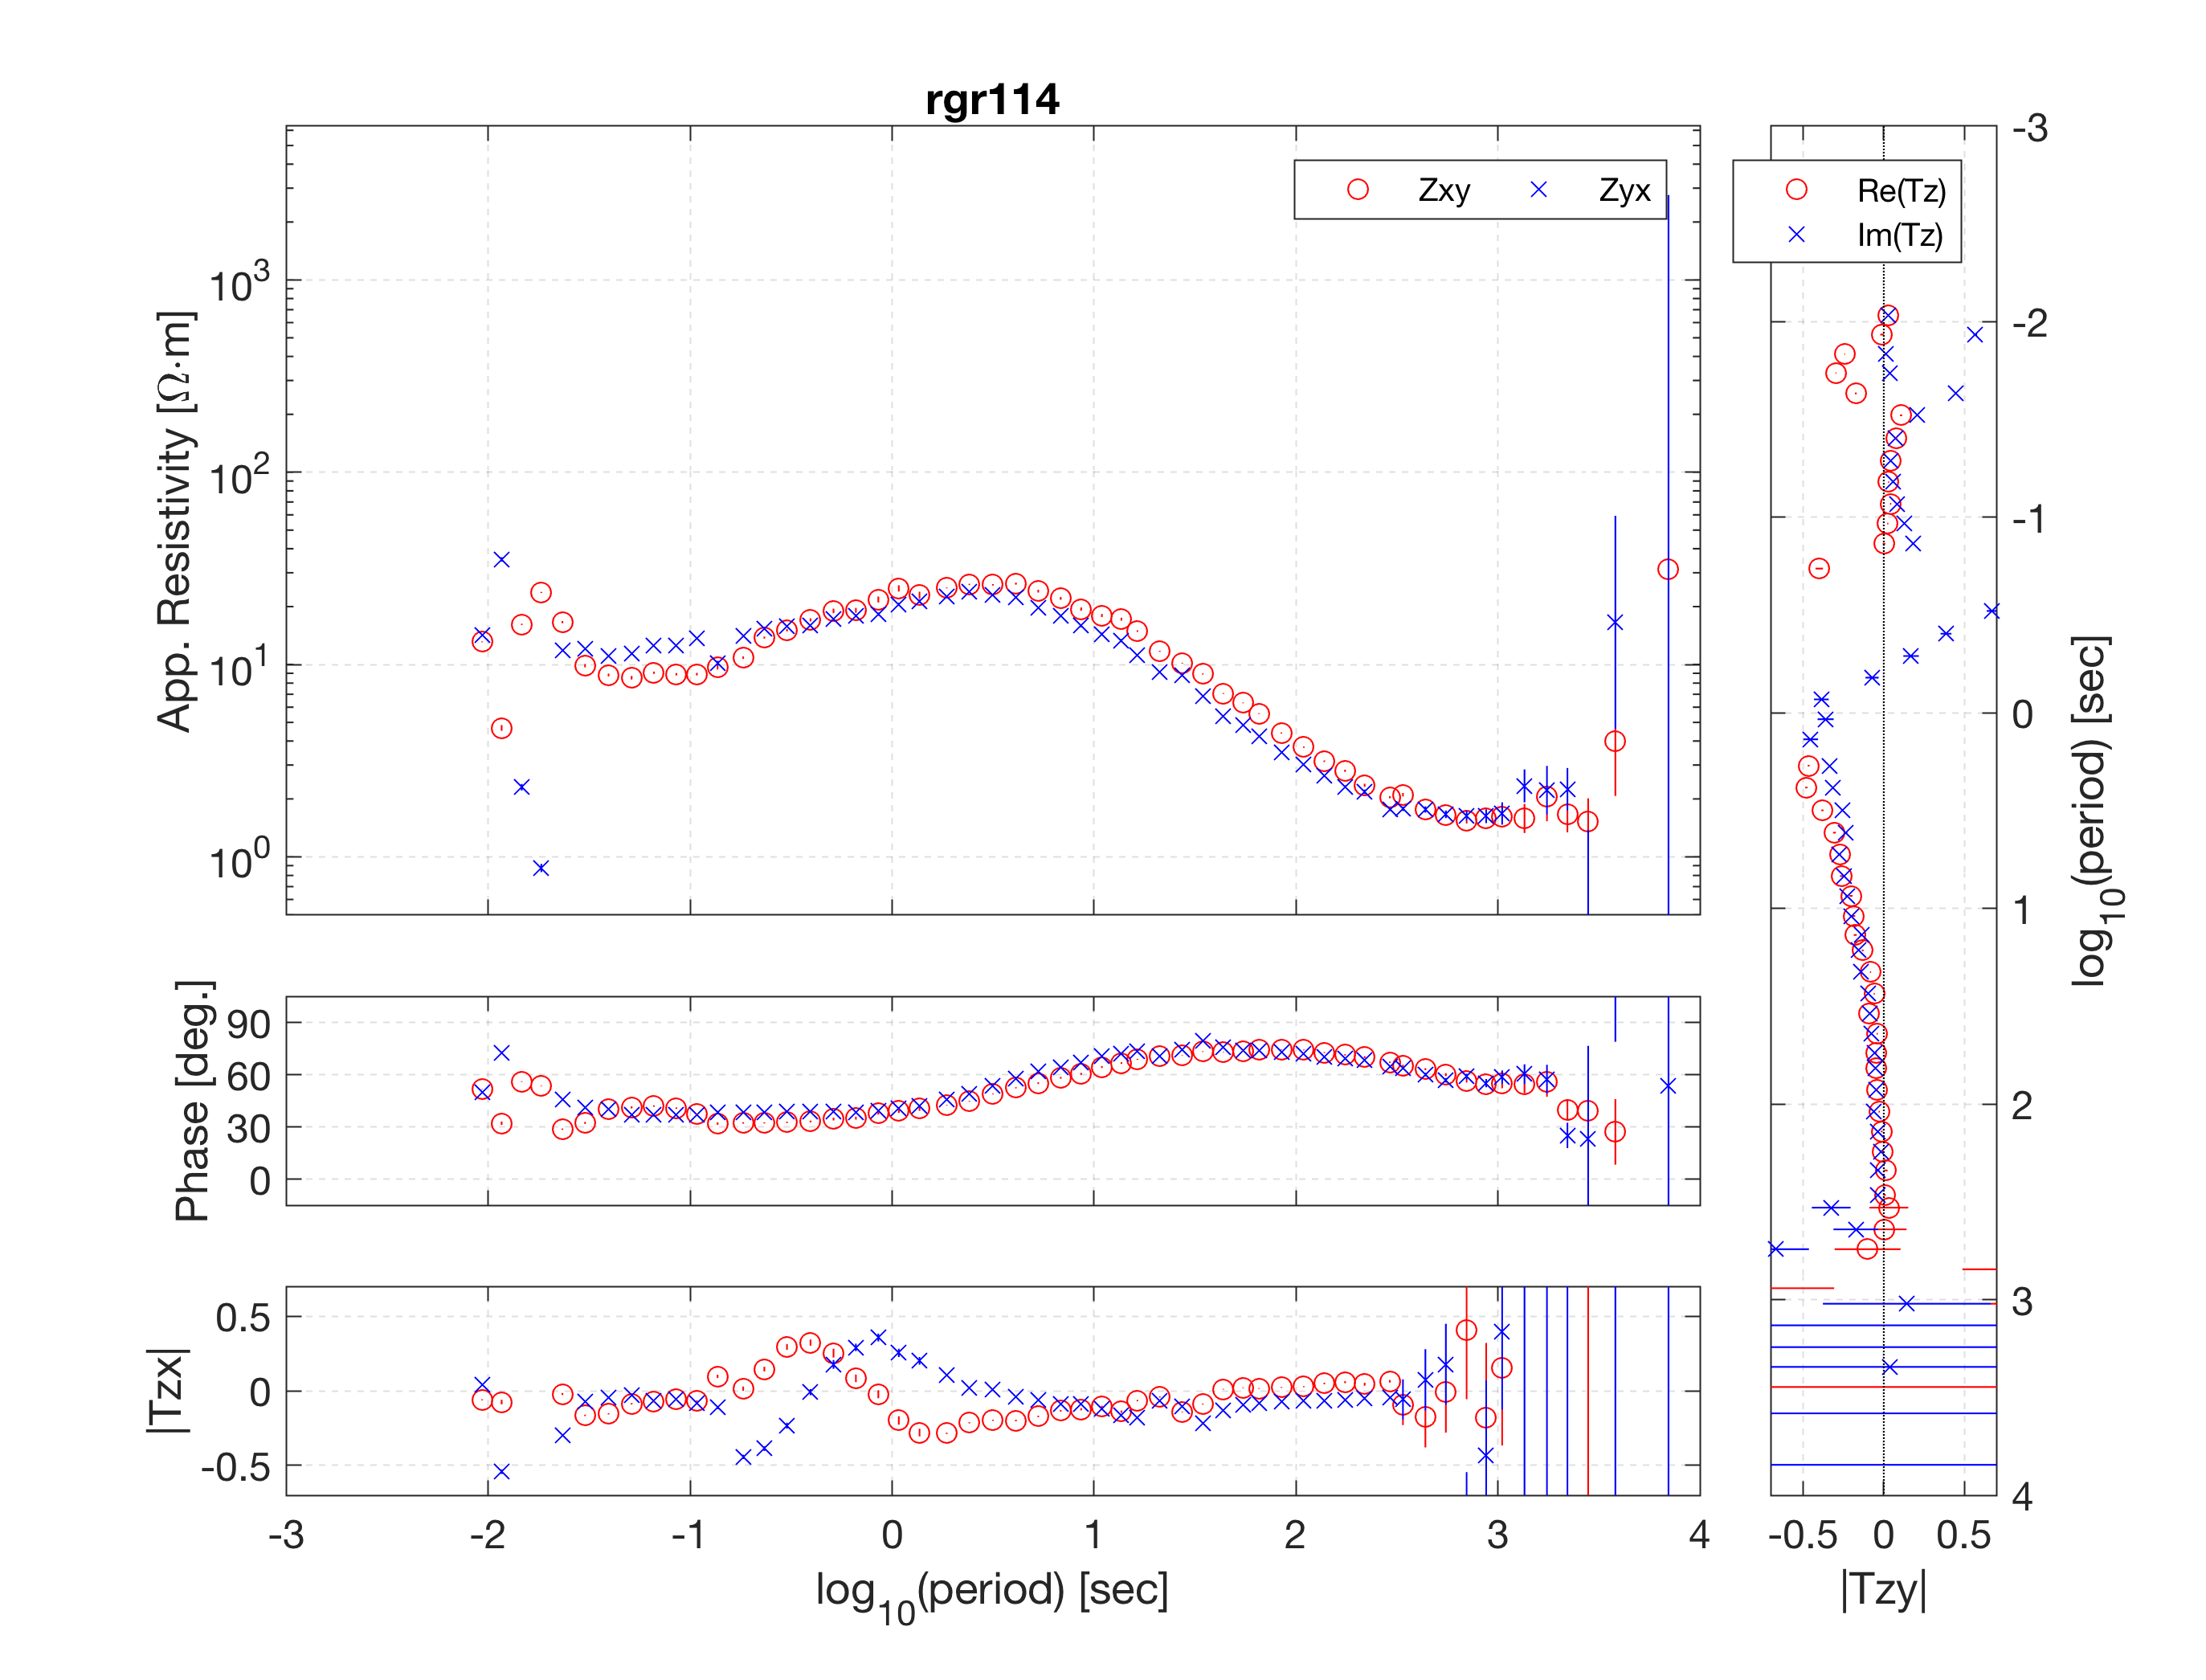 rgr114
Zxy Zyx
App. Resistivity [Ω·m]
10³
10²
10¹
10⁰
Phase [deg.]
90
60
30
0
|Tzx|
0.5
0
-0.5
-3 -2 -1 0 1 2 3 4
log₁₀(period) [sec]
Re(Tz)
Im(Tz)
-3
-2
-1
0
1
2
3
4
log₁₀(period) [sec]
-0.5 0 0.5
|Tzy|